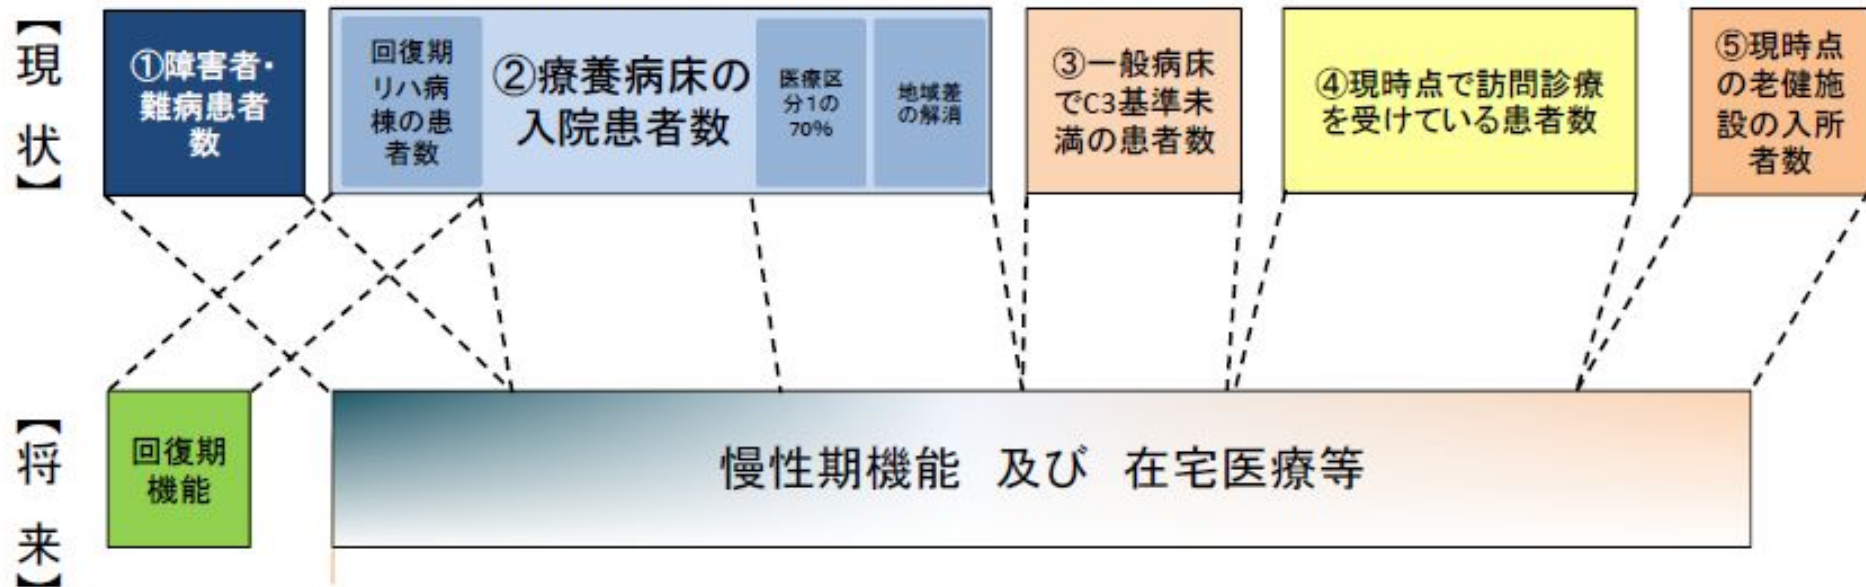 【現状】
①障害者・
難病患者
数
回復期
リハ病
棟の患
者数
②療養病床の
入院患者数
医療区
分1の
70%
地域差
の解消
③一般病床
でC3基準未
満の患者数
④現時点で訪問診療
を受けている患者数
⑤現時点
の老健施
設の入所
者数
【将来】
回復期
機能
慢性期機能 及び 在宅医療等